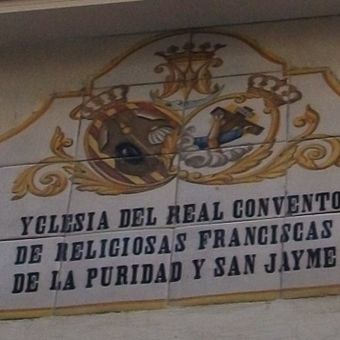 YGLESIA DEL REAL CONVENTO
DE RELIGIOSAS FRANCISCAS
DE LA PURIDAD Y SAN JAYME